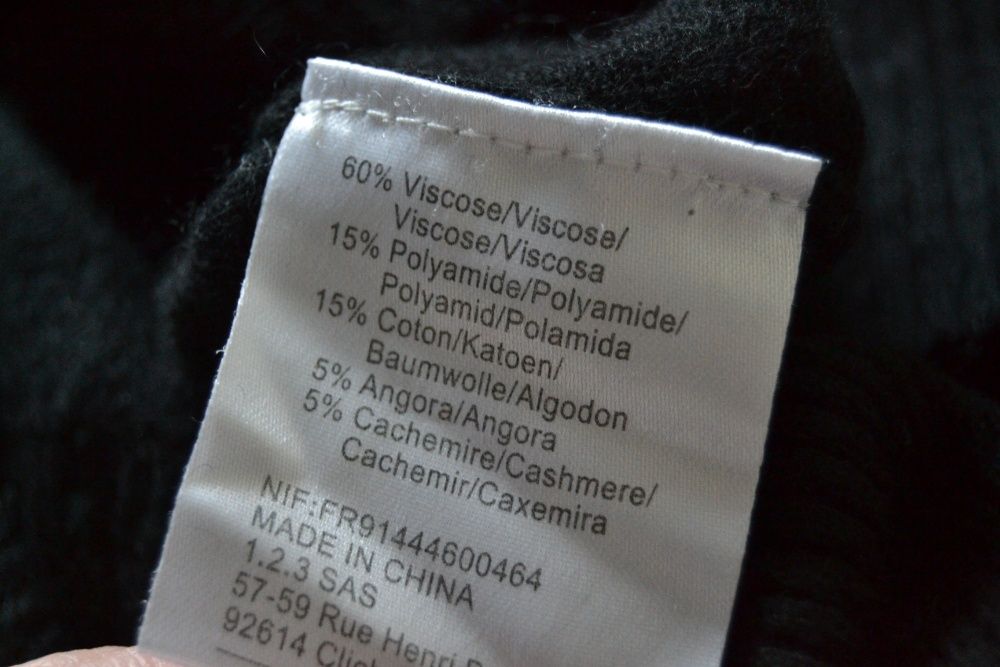 60% Viscose/Viscose/
Viscose/Viscosa
15% Polyamide/Polyamide/
Polyamid/Polamida
15% Coton/Katoen/
Baumwolle/Algodon
5% Angora/Angora
5% Cachemire/Cashmere/
Cachemir/Caxemira
NIF:FR91444600464
MADE IN CHINA
1.2.3 SAS
57-59 Rue Henri
92614